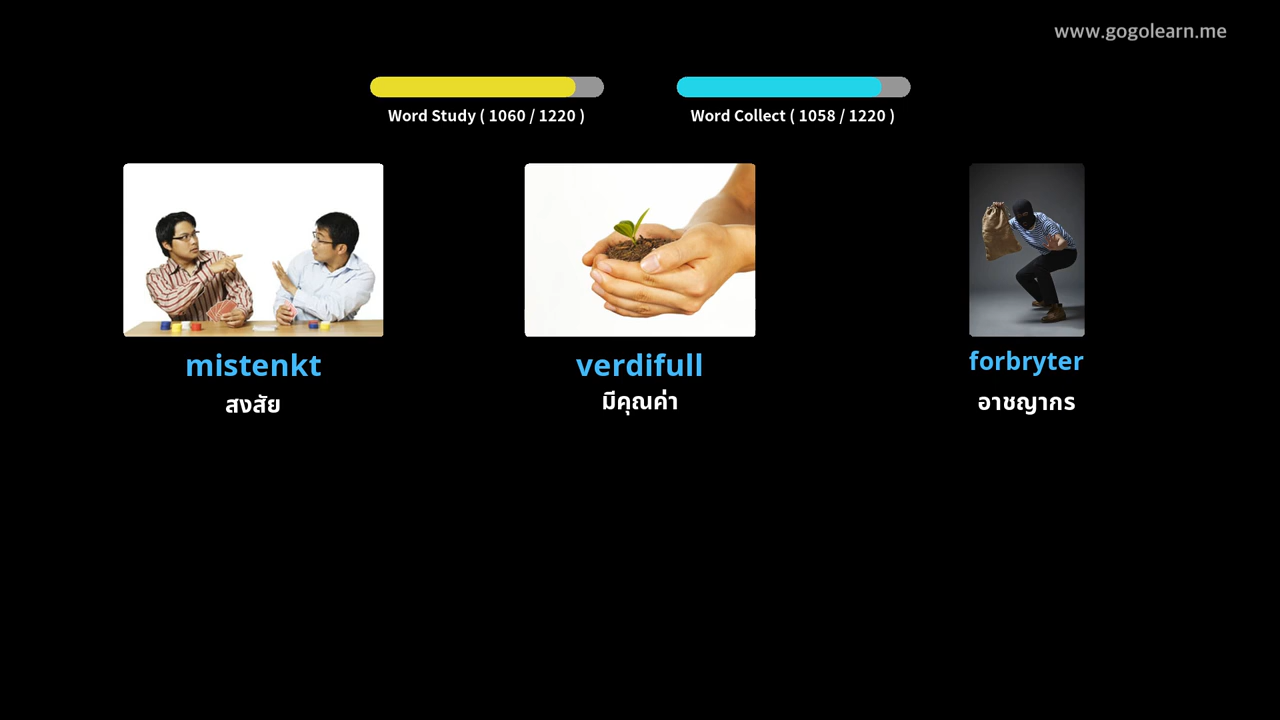 www.gogolearn.me
Word Study ( 1060 / 1220 )
Word Collect ( 1058 / 1220 )
mistenkt
verdifull
forbryter
สงสัย
มีคุณค่า
อาชญากร